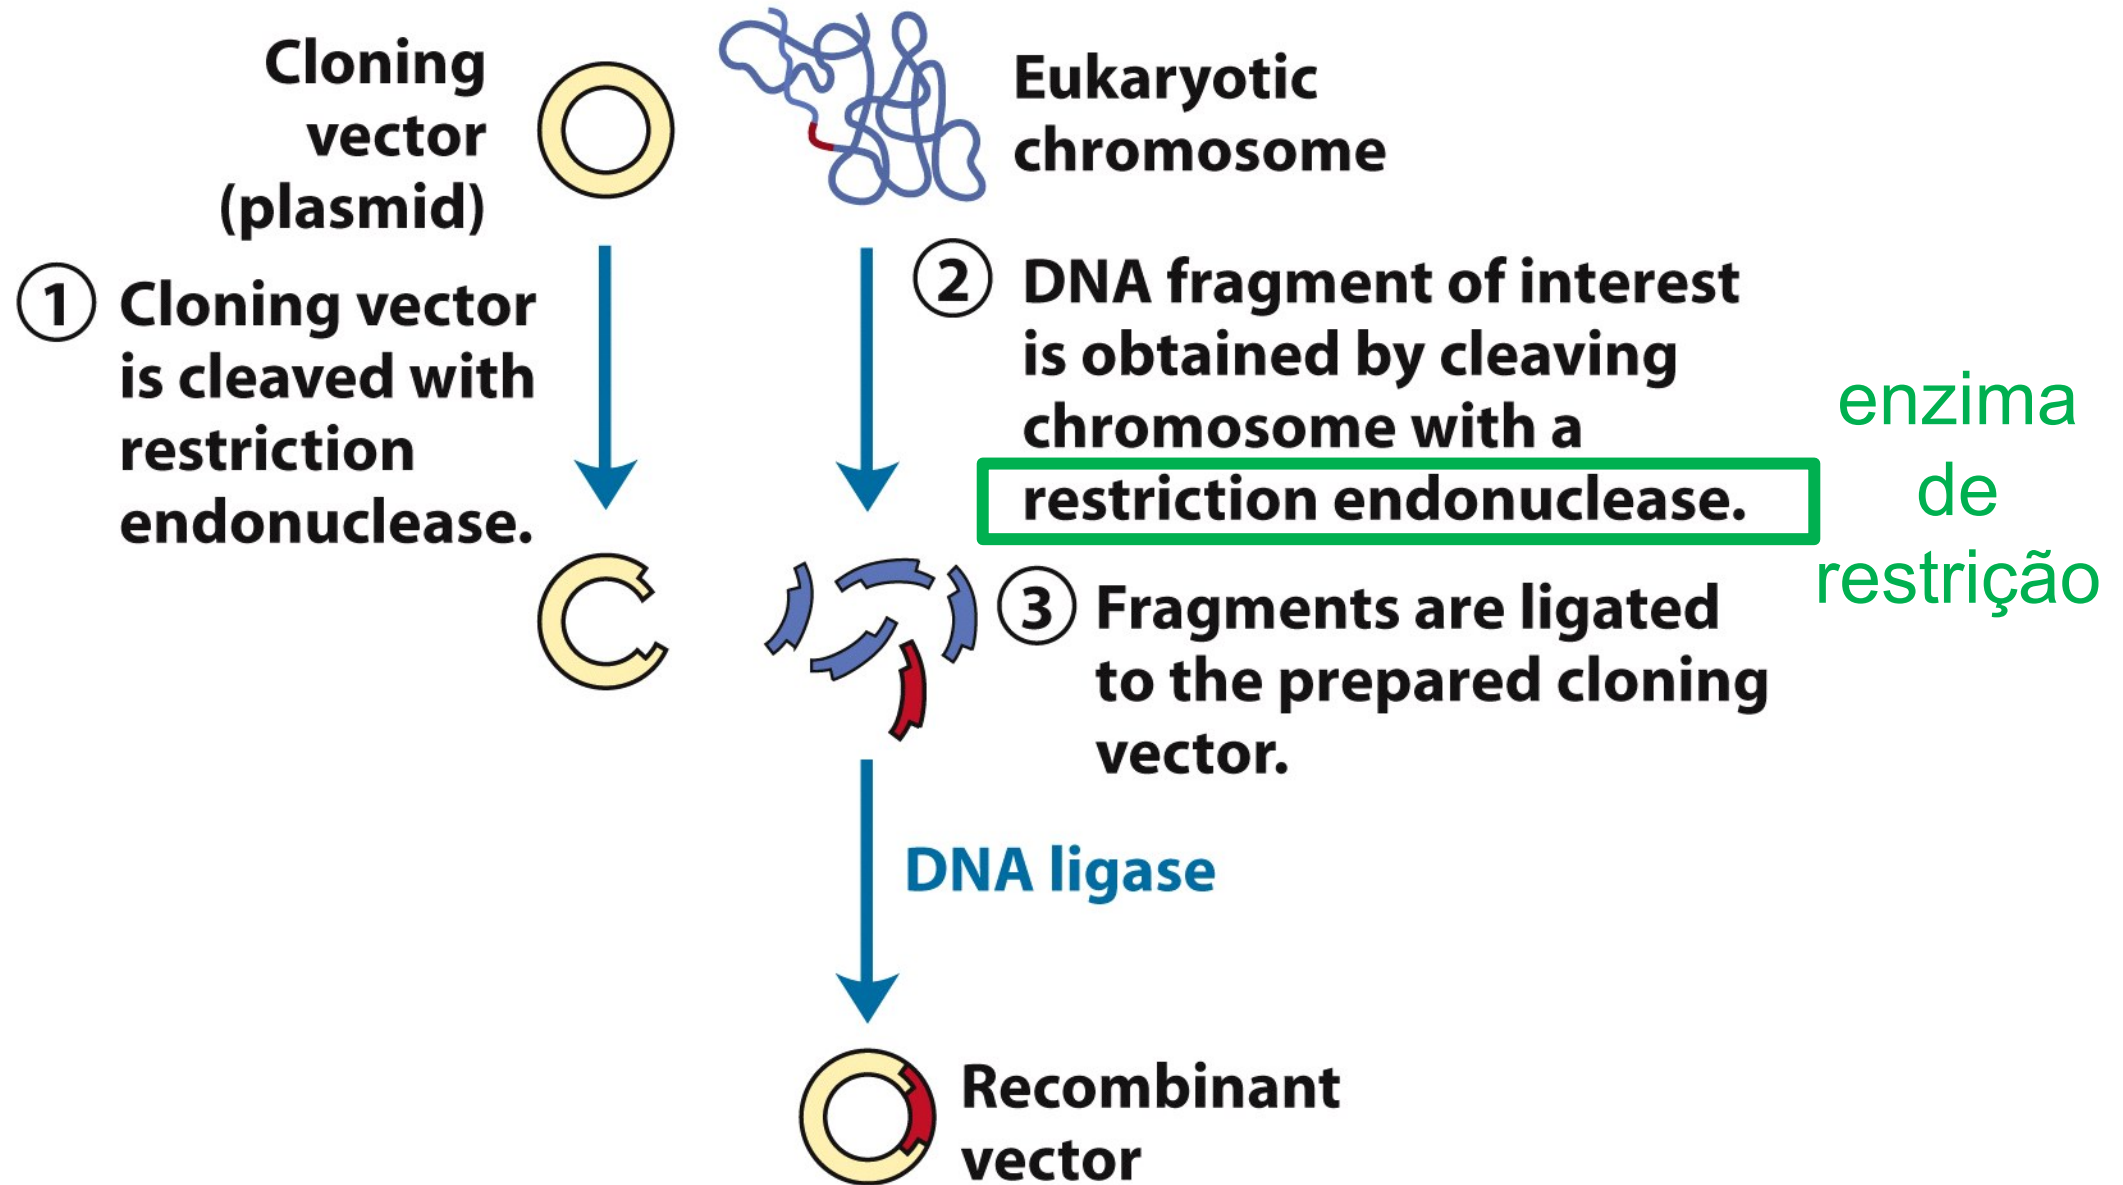 Cloning
vector
(plasmid)
Eukaryotic
chromosome
1 Cloning vector
is cleaved with
restriction
endonuclease.
2 DNA fragment of interest
is obtained by cleaving
chromosome with a
restriction endonuclease.
enzima
de
restrição
3 Fragments are ligated
to the prepared cloning
vector.
DNA ligase
Recombinant
vector